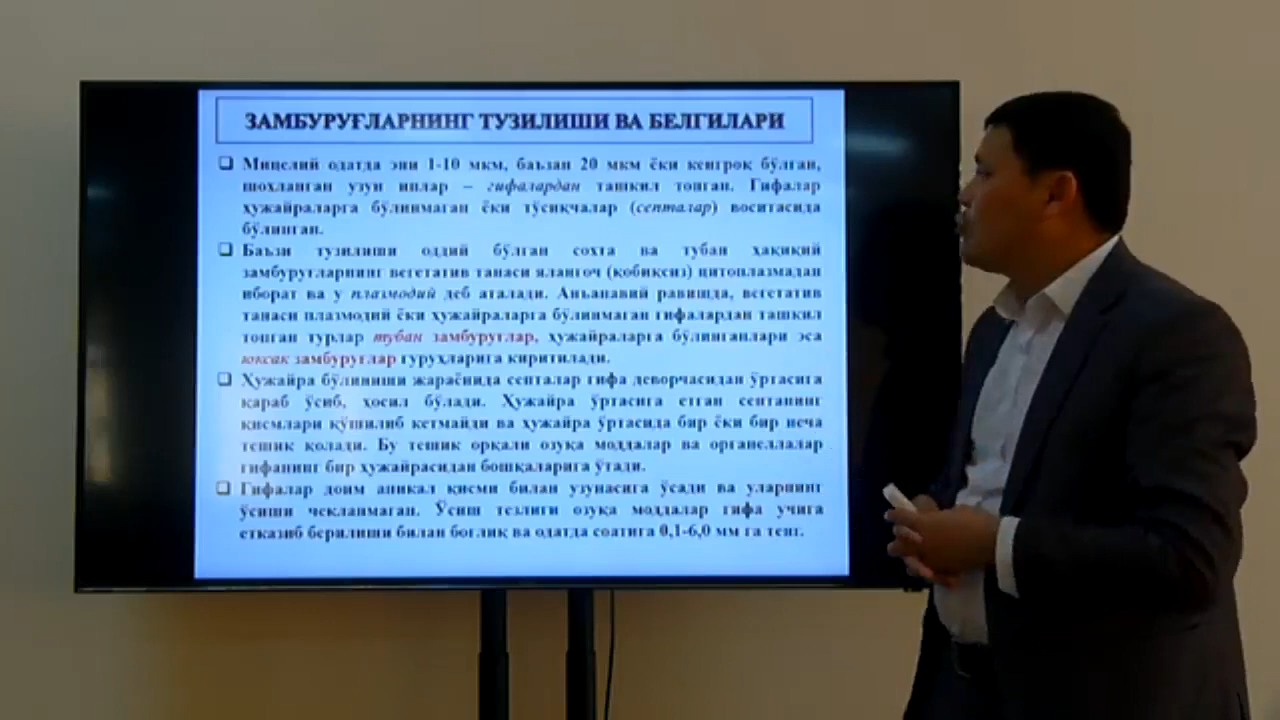 ЗАМБУРУҒЛАРНИНГ ТУЗИЛИШИ ВА БЕЛГИЛАРИ
❑ Мицелий одатда эни 1-10 мкм, баъзан 20 мкм ёки кенгроқ бўлган,
шохланган узун иплар – гифалардан ташкил топган. Гифалар
ҳужайраларга бўлинмаган ёки тўсиқчалар (септалар) воситасида
бўлинган.
❑ Баъзи тузилиши оддий бўлган сохта ва тубан ҳақиқий
замбуруғларнинг вегетатив танаси яланғоч (қобиқсиз) цитоплазмадан
иборат ва у плазмодий деб аталади. Анъанавий равишда, вегетатив
танаси плазмодий ёки ҳужайраларга бўлинмаган гифалардан ташкил
топган турлар тубан замбуруғлар, ҳужайраларга бўлинганлари эса
юксак замбуруғлар гуруҳларига киритилади.
❑ Ҳужайра бўлиниши жараёнида септалар гифа деворчасидан ўртасига
қараб ўсиб, ҳосил бўлади. Ҳужайра ўртасига етган септанинг
қисмлари қўшилиб кетмайди ва ҳужайра ўртасида бир ёки бир неча
тешик қолади. Бу тешик орқали озуқа моддалар ва органеллалар
гифанинг бир ҳужайрасидан бошқаларига ўтади.
❑ Гифалар доим апикал қисми билан узунасига ўсади ва уларнинг
ўсиши чекланмаган. Ўсиш тезлиги озуқа моддалар гифа учига
етказиб берилиши билан боғлиқ ва одатда соатига 0,1-6,0 мм га тенг.